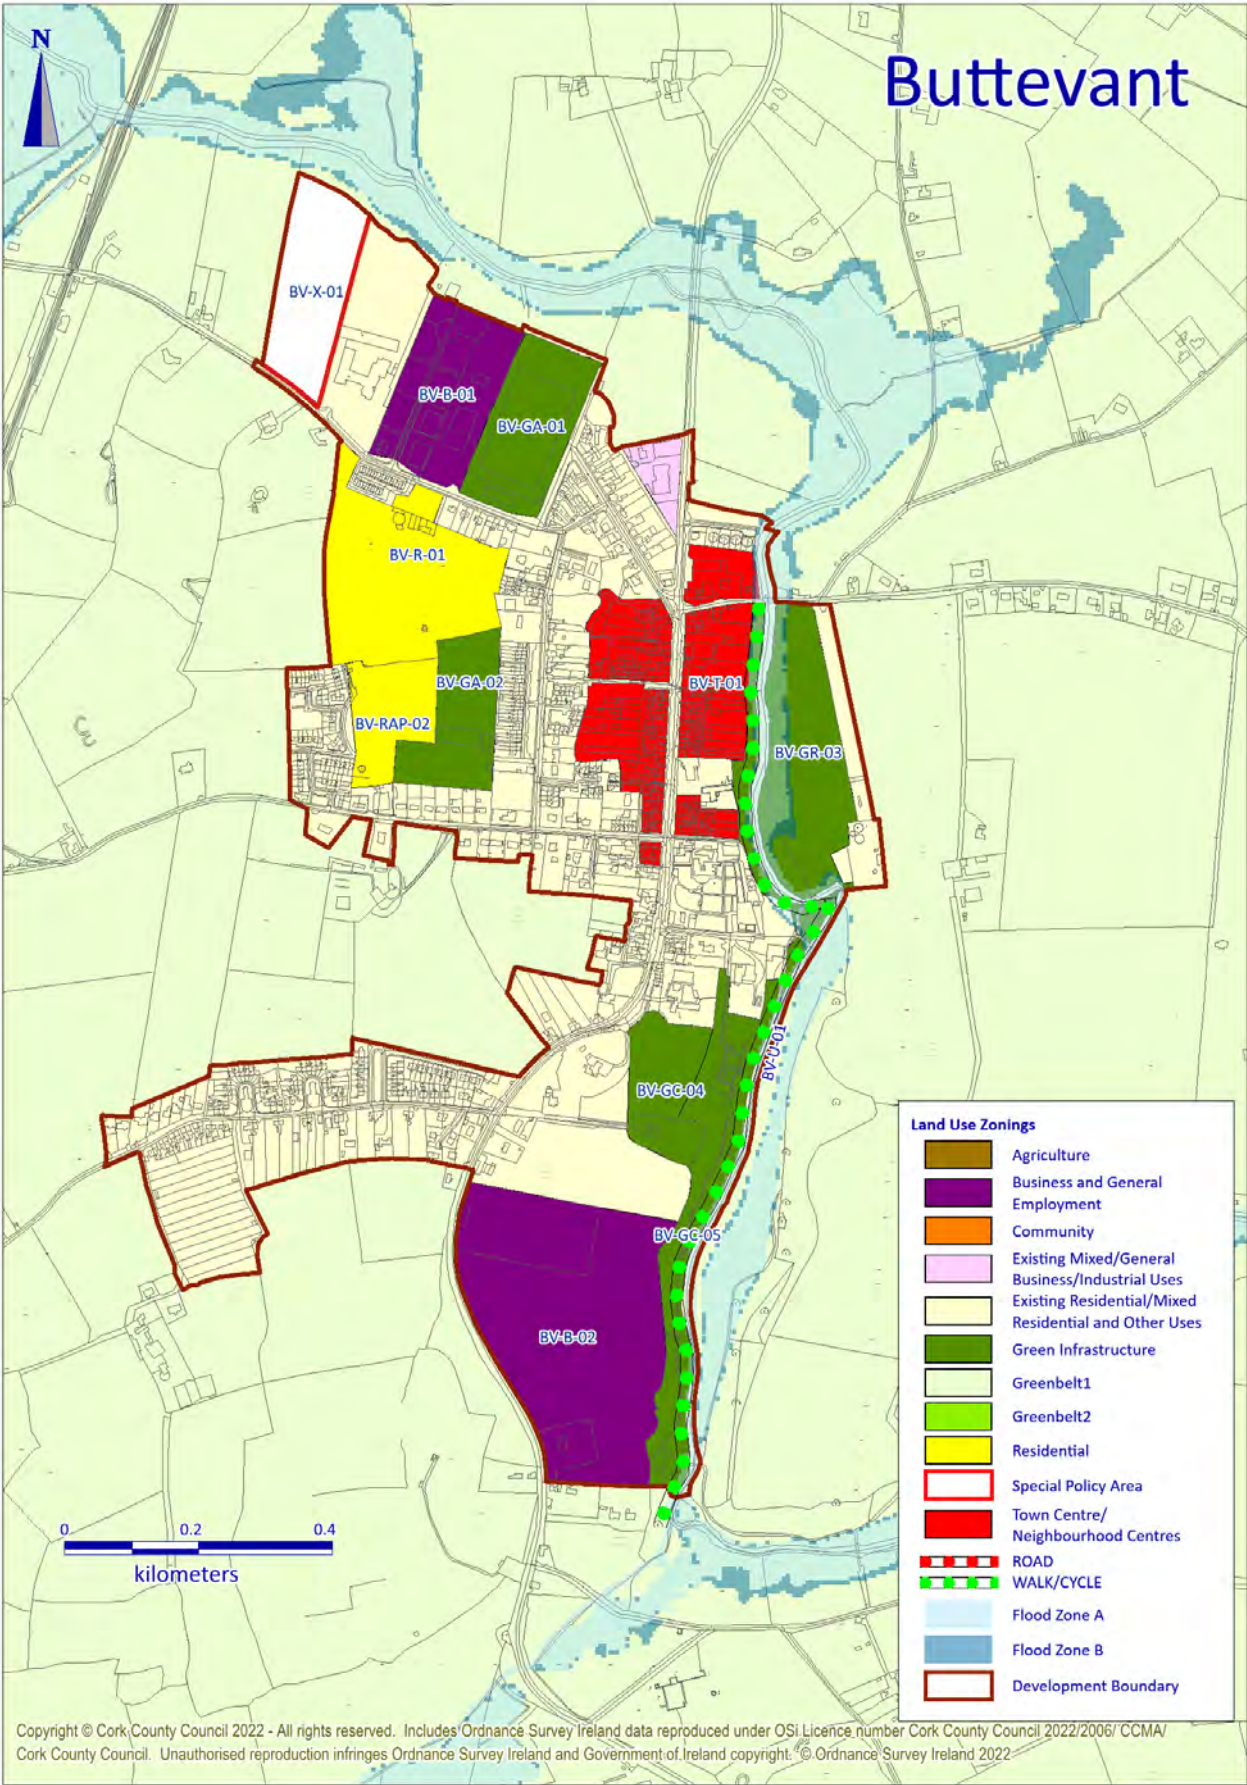 N
Buttevant
BV-X-01
BV-B-01
BV-GA-01
BV-R-01
BV-GA-02
BV-T-01
BV-RAP-02
BV-GR-03
BV-U-01
BV-GC-04
BV-GC-05
BV-B-02
Land Use Zonings
Agriculture
Business and General
Employment
Community
Existing Mixed/General
Business/Industrial Uses
Existing Residential/Mixed
Residential and Other Uses
Green Infrastructure
Greenbelt1
Greenbelt2
Residential
Special Policy Area
Town Centre/
Neighbourhood Centres
ROAD
WALK/CYCLE
Flood Zone A
Flood Zone B
Development Boundary
0 0.2 0.4
kilometers
Copyright © Cork County Council 2022 - All rights reserved. Includes Ordnance Survey Ireland data reproduced under OSi Licence number Cork County Council 2022/2006/ CCMA/
Cork County Council. Unauthorised reproduction infringes Ordnance Survey Ireland and Government of Ireland copyright. © Ordnance Survey Ireland 2022